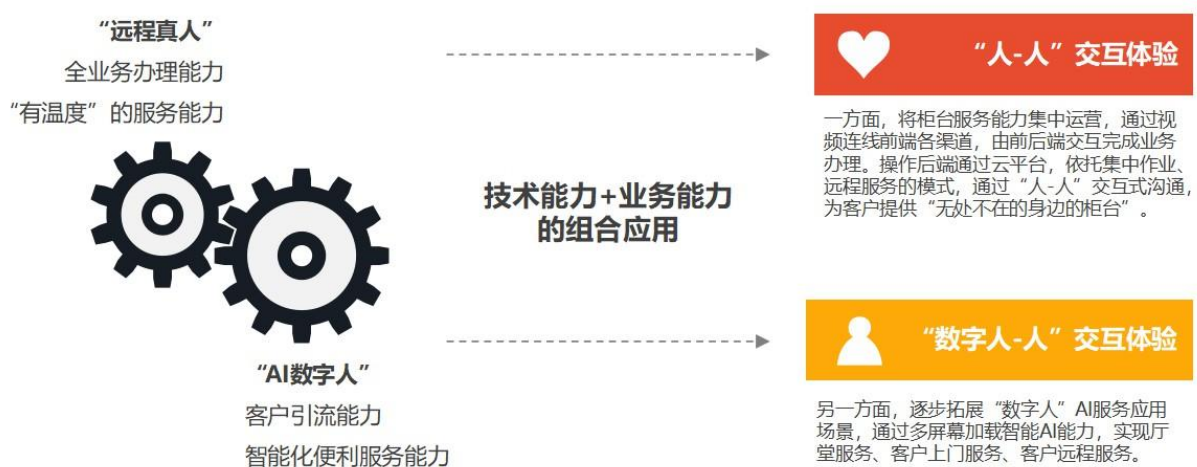 “远程真人”
全业务办理能力
“有温度”的服务能力
技术能力+业务能力
的组合应用
“AI数字人”
客户引流能力
智能化便利服务能力
“人-人”交互体验
一方面，将柜台服务能力集中运营，通过视
频连线前端各渠道，由前后端交互完成业务
办理。操作后端通过云平台，依托集中作业、
远程服务的模式，通过“人-人”交互式沟通，
为客户提供“无处不在的身边的柜台”。
“数字人-人”交互体验
另一方面，逐步拓展“数字人”AI服务应用
场景，通过多屏幕加载智能AI能力，实现厅
堂服务、客户上门服务、客户远程服务。